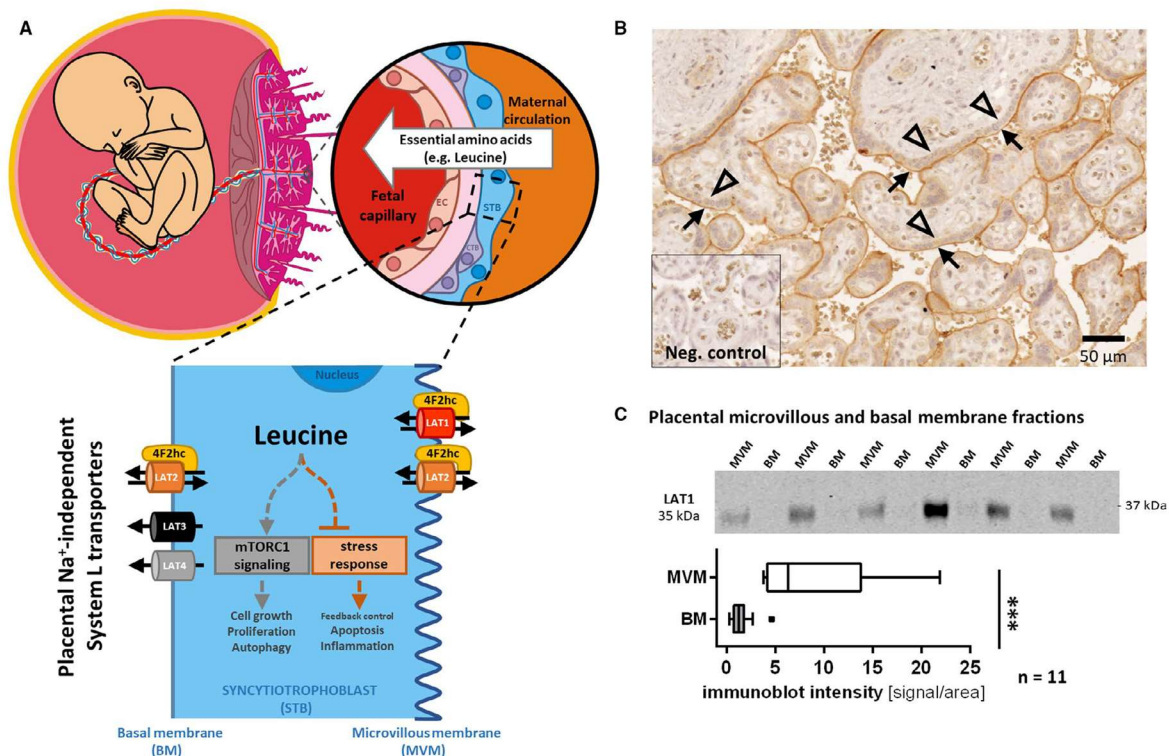 A
Maternal
circulation
Essential amino acids
(e.g. Leucine)
Fetal
capillary
EC
STB
CTB
Placental Na⁺-independent
System L transporters
Nucleus
Leucine
4F2hc
LAT1
4F2hc
LAT2
4F2hc
LAT2
LAT3
LAT4
mTORC1
signaling
stress
response
Cell growth
Proliferation
Autophagy
Feedback control
Apoptosis
Inflammation
SYNCYTIOTROPHOBLAST
(STB)
Basal membrane
(BM)
Microvillous membrane
(MVM)
B
Neg. control
50 µm
C Placental microvillous and basal membrane fractions
MVM BM MVM BM MVM BM MVM BM MVM BM MVM BM
LAT1
35 kDa
- 37 kDa
MVM
BM
***
0 5 10 15 20 25
immunoblot intensity [signal/area]
n = 11